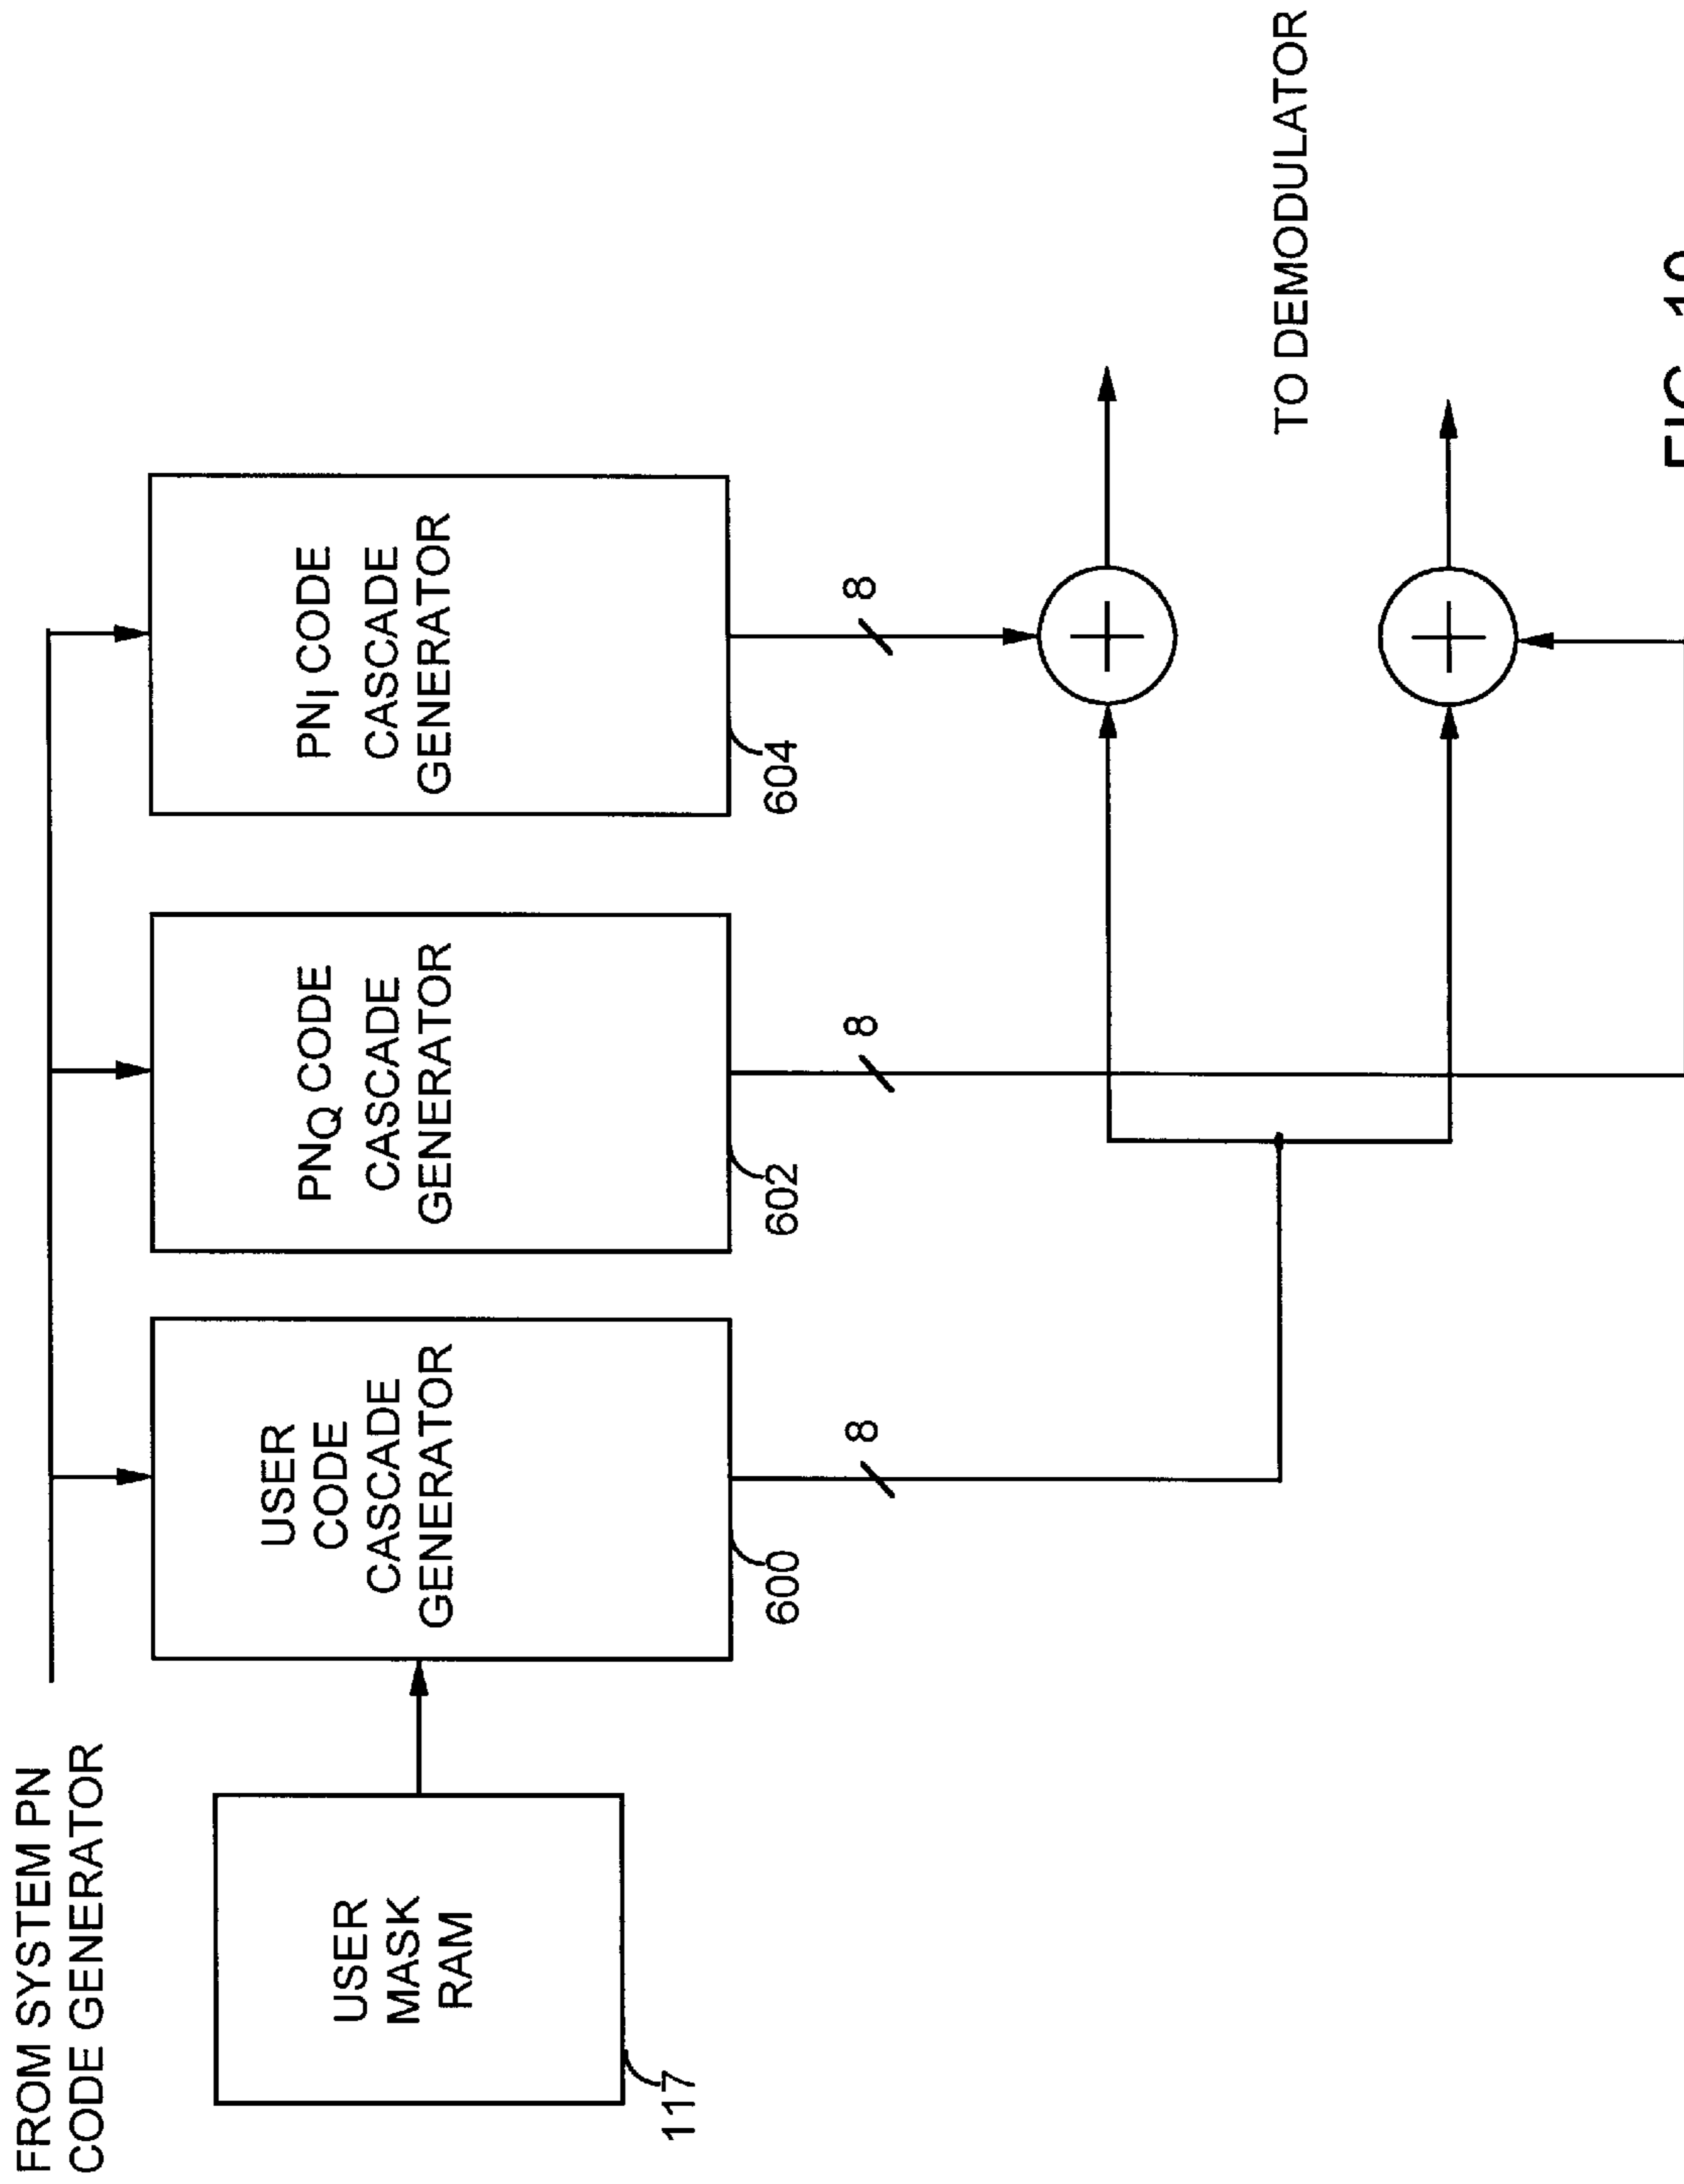 FROM SYSTEM PN
CODE GENERATOR
USER
MASK
RAM
117
USER
CODE
CASCADE
GENERATOR
600
8
PNQ CODE
CASCADE
GENERATOR
602
8
PNI CODE
CASCADE
GENERATOR
604
8
TO DEMODULATOR